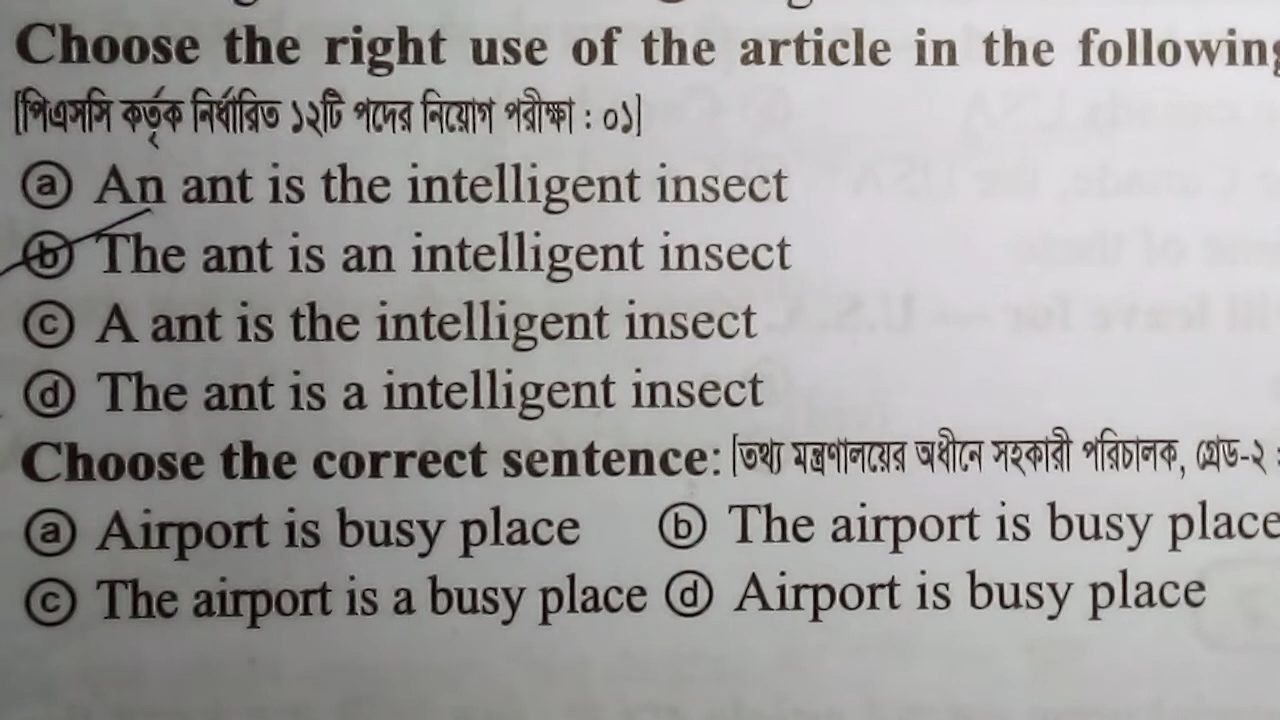 Choose the right use of the article in the following
[পিএসসি কর্তৃক নির্ধারিত ১২টি পদের নিয়োগ পরীক্ষা : ০১]
ⓐ An ant is the intelligent insect
ⓑ The ant is an intelligent insect
ⓒ A ant is the intelligent insect
ⓓ The ant is a intelligent insect
Choose the correct sentence: [তথ্য মন্ত্রণালয়ের অধীনে সহকারী পরিচালক, গ্রেড-২ :
ⓐ Airport is busy place ⓑ The airport is busy place
ⓒ The airport is a busy place ⓓ Airport is busy place